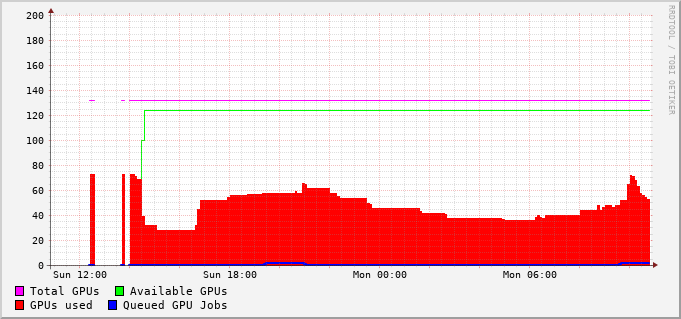 200
180
160
140
120
100
80
60
40
20
0
Sun 12:00 Sun 18:00 Mon 00:00 Mon 06:00
Total GPUs Available GPUs
GPUs used Queued GPU Jobs
RRDTOOL / TOBI OETIKER